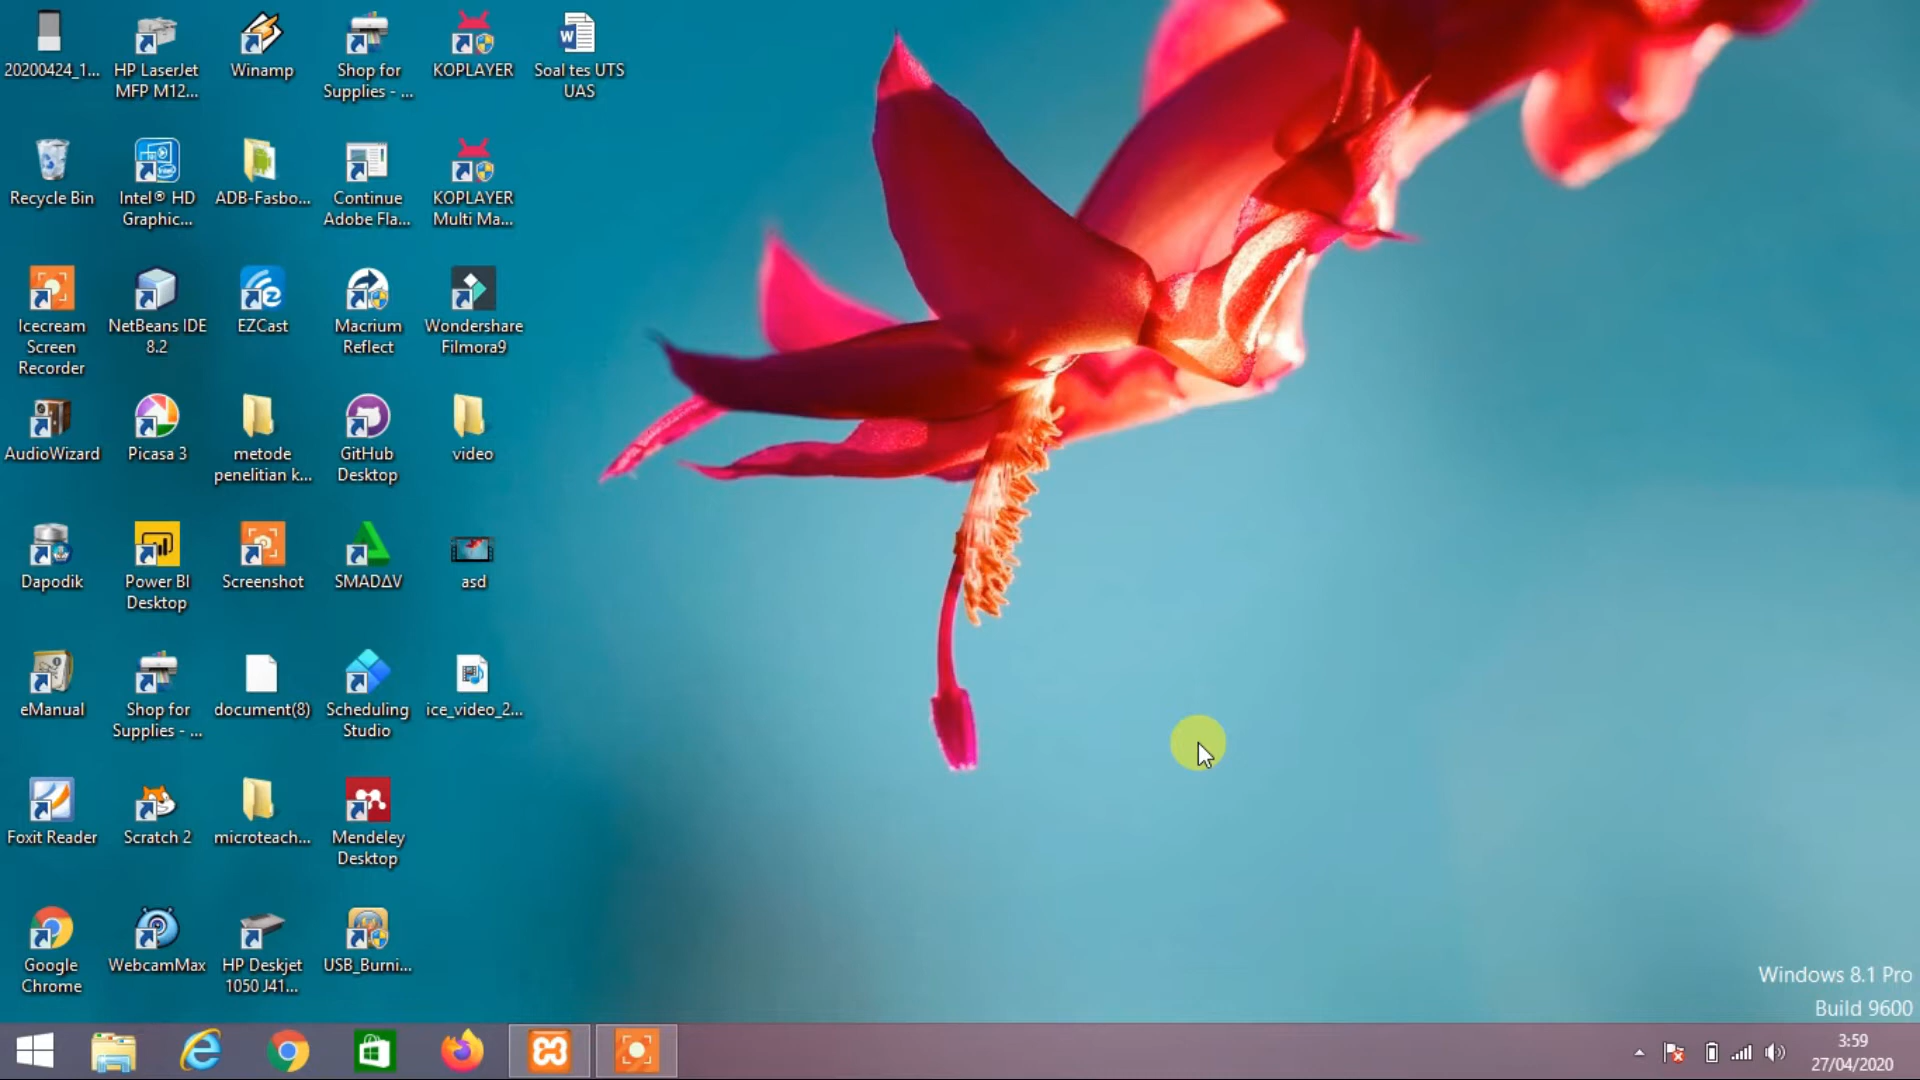 20200424_1...
HP LaserJet
MFP M12...
Winamp
Shop for
Supplies - ...
KOPLAYER
Soal tes UTS
UAS
Recycle Bin
Intel® HD
Graphic...
ADB-Fasbo...
Continue
Adobe Fla...
KOPLAYER
Multi Ma...
Icecream
Screen
Recorder
NetBeans IDE
8.2
EZCast
Macrium
Reflect
Wondershare
Filmora9
AudioWizard
Picasa 3
metode
penelitian k...
GitHub
Desktop
video
Dapodik
Power BI
Desktop
Screenshot
SMADΔV
asd
eManual
Shop for
Supplies - ...
document(8)
Scheduling
Studio
ice_video_2...
Foxit Reader
Scratch 2
microteach...
Mendeley
Desktop
Google
Chrome
WebcamMax
HP Deskjet
1050 J41...
USB_Burni...
Windows 8.1 Pro
Build 9600
3:59
27/04/2020